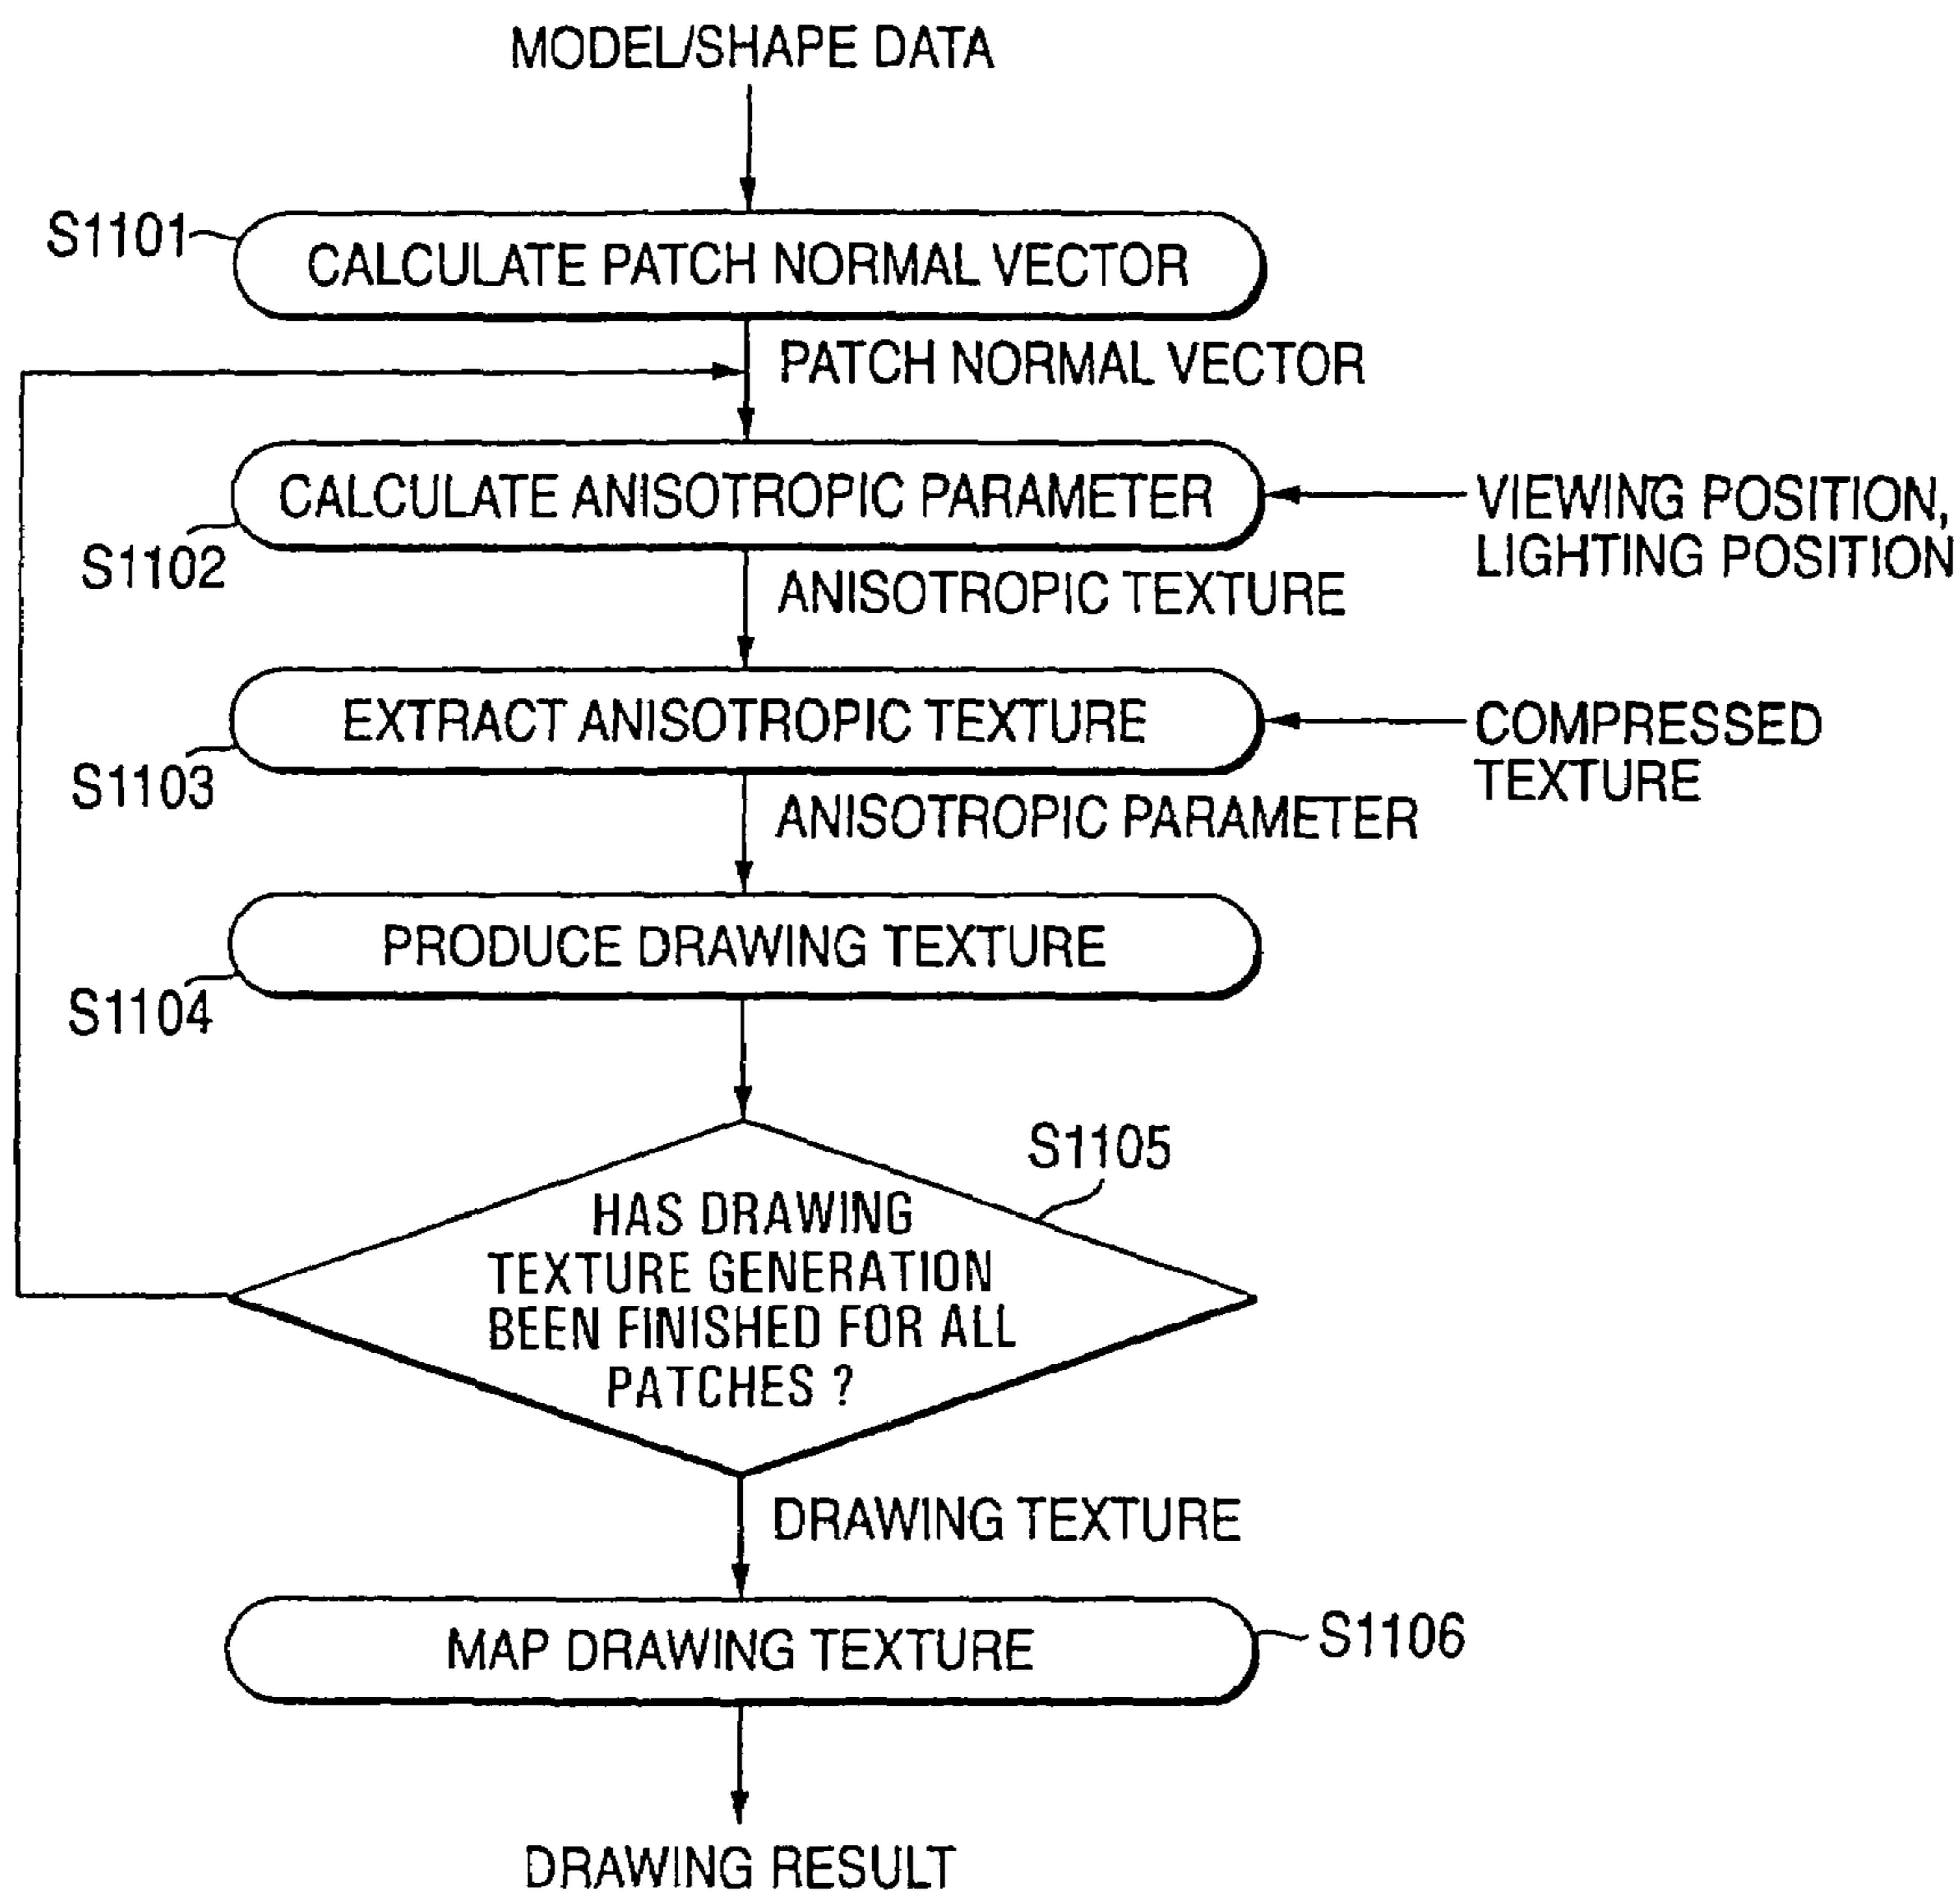 MODEL/SHAPE DATA
S1101
CALCULATE PATCH NORMAL VECTOR
PATCH NORMAL VECTOR
CALCULATE ANISOTROPIC PARAMETER
VIEWING POSITION,
LIGHTING POSITION
S1102
ANISOTROPIC TEXTURE
EXTRACT ANISOTROPIC TEXTURE
COMPRESSED
TEXTURE
S1103
ANISOTROPIC PARAMETER
PRODUCE DRAWING TEXTURE
S1104
S1105
HAS DRAWING
TEXTURE GENERATION
BEEN FINISHED FOR ALL
PATCHES ?
DRAWING TEXTURE
MAP DRAWING TEXTURE
S1106
DRAWING RESULT